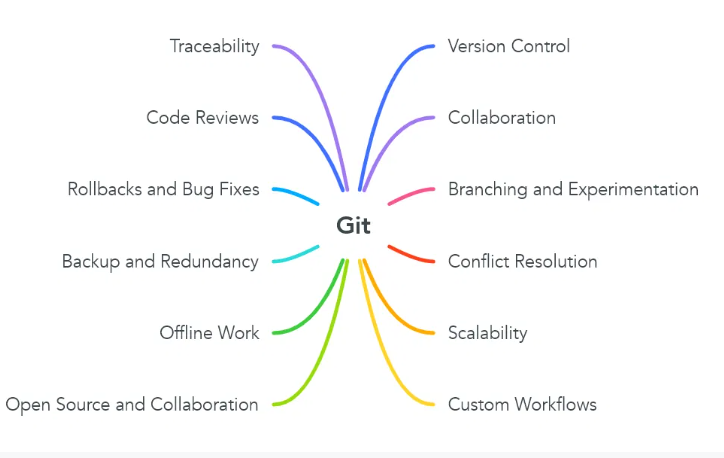 Traceability
Version Control
Code Reviews
Collaboration
Rollbacks and Bug Fixes
Branching and Experimentation
Git
Backup and Redundancy
Conflict Resolution
Offline Work
Scalability
Open Source and Collaboration
Custom Workflows